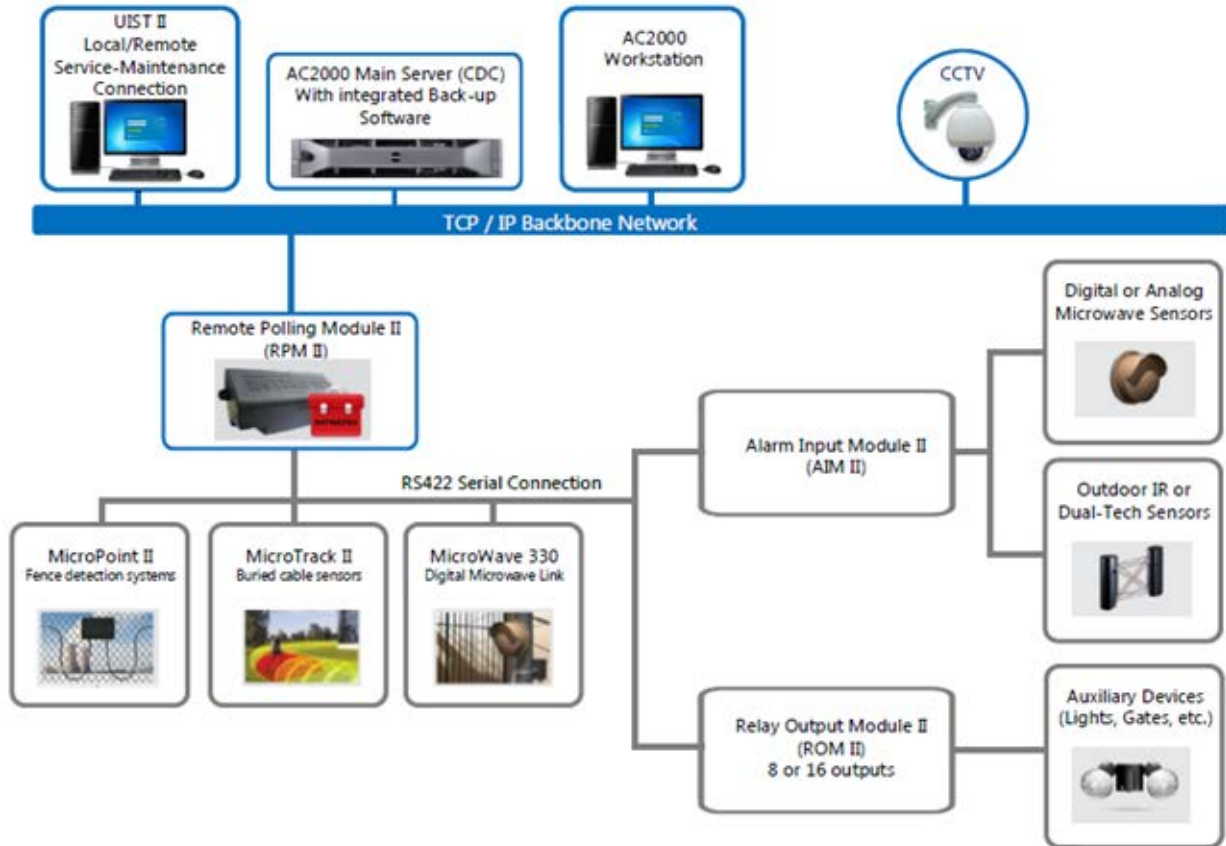 UIST II
Local/Remote
Service-Maintenance
Connection
AC2000 Main Server (CDC)
With integrated Back-up
Software
AC2000
Workstation
CCTV
TCP / IP Backbone Network
Remote Polling Module II
(RPM II)
RS422 Serial Connection
MicroPoint II
Fence detection systems
MicroTrack II
Buried cable sensors
MicroWave 330
Digital Microwave Link
Alarm Input Module II
(AIM II)
Relay Output Module II
(ROM II)
8 or 16 outputs
Digital or Analog
Microwave Sensors
Outdoor IR or
Dual-Tech Sensors
Auxiliary Devices
(Lights, Gates, etc.)